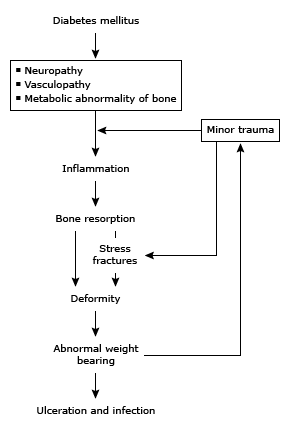 Diabetes mellitus
▪ Neuropathy
▪ Vasculopathy
▪ Metabolic abnormality of bone
Minor trauma
Inflammation
Bone resorption
Stress
fractures
Deformity
Abnormal weight
bearing
Ulceration and infection